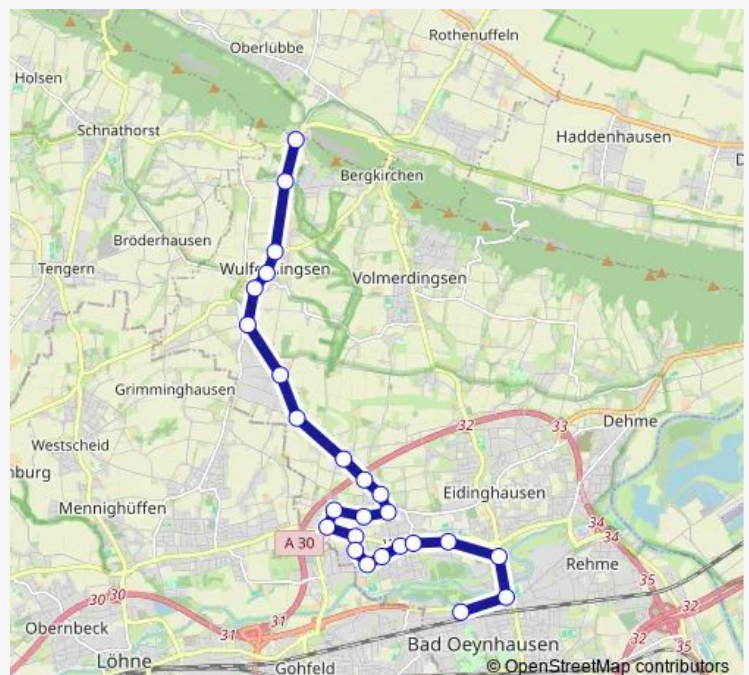 Rothenuffeln
Oberlübbe
Holsen
Schnathorst
Haddenhausen
D
Bergkirchen
Bröderhausen
Tengern
Volmerdingsen
Grimminghausen
32
33
Dehme
Westscheid
nburg
Eidinghausen
Mennighüffen
34
34
A 30
Rehme
35
30
30
32
32
31
31
Obernbeck
Bad Oeynhausen
Löhne
Gohfeld
© OpenStreetMap contributors